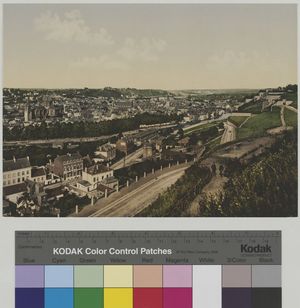 KODAK Color Control Patches
Kodak
Blue Cyan Green Yellow Red Magenta White 3/Color Black